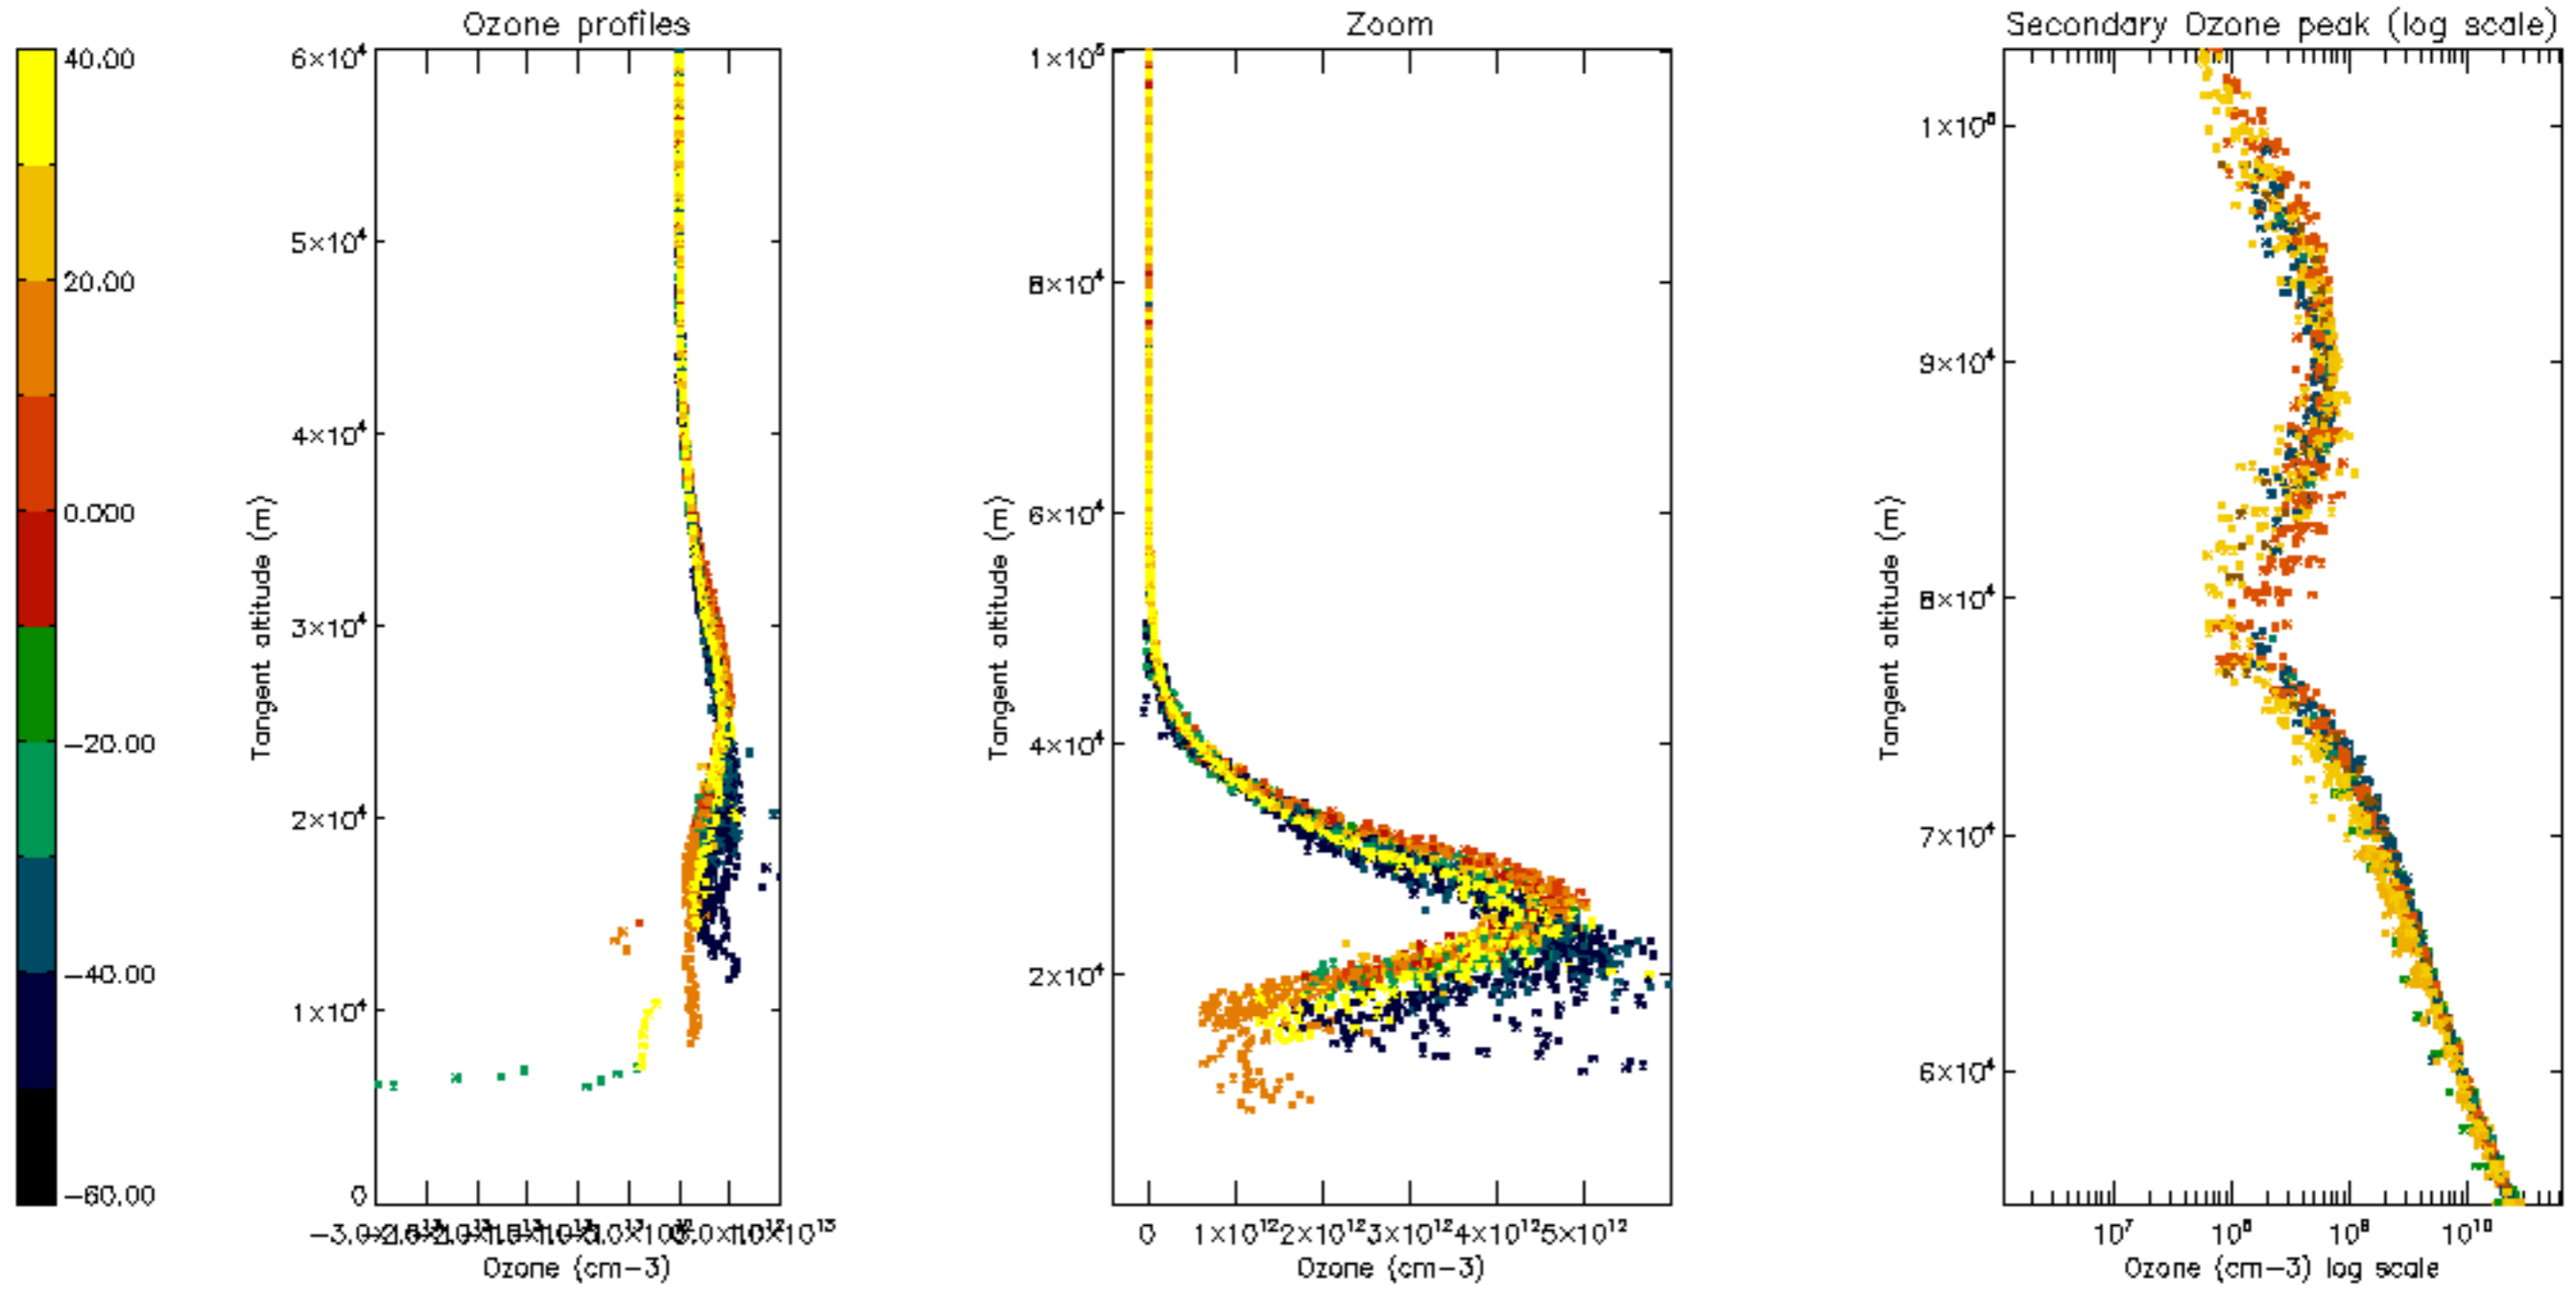 Ozone profiles
Zoom
Secondary Ozone peak (log scale)
40.00
20.00
0.000
-20.00
-40.00
-60.00
6×10⁴
5×10⁴
4×10⁴
3×10⁴
2×10⁴
1×10⁴
0
Tangent altitude (m)
Ozone (cm-3)
1×10⁵
8×10⁴
6×10⁴
4×10⁴
2×10⁴
Tangent altitude (m)
0 1×10¹² 2×10¹² 3×10¹² 4×10¹² 5×10¹²
Ozone (cm-3)
1×10⁵
9×10⁴
8×10⁴
7×10⁴
6×10⁴
Tangent altitude (m)
10⁷ 10⁸ 10⁹ 10¹⁰
Ozone (cm-3) log scale